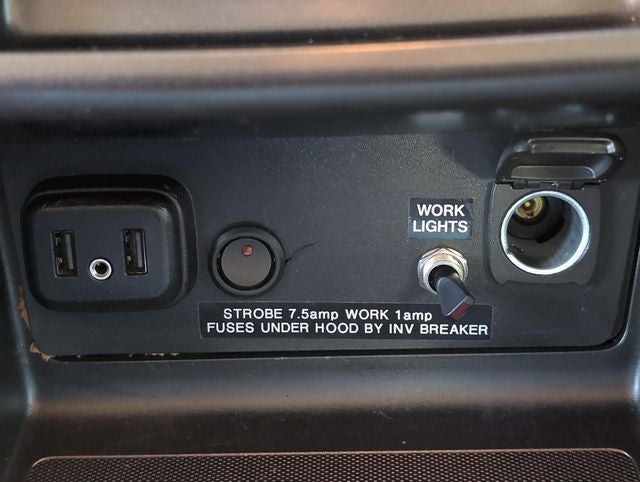 WORK
LIGHTS
STROBE 7.5amp WORK 1amp
FUSES UNDER HOOD BY INV BREAKER